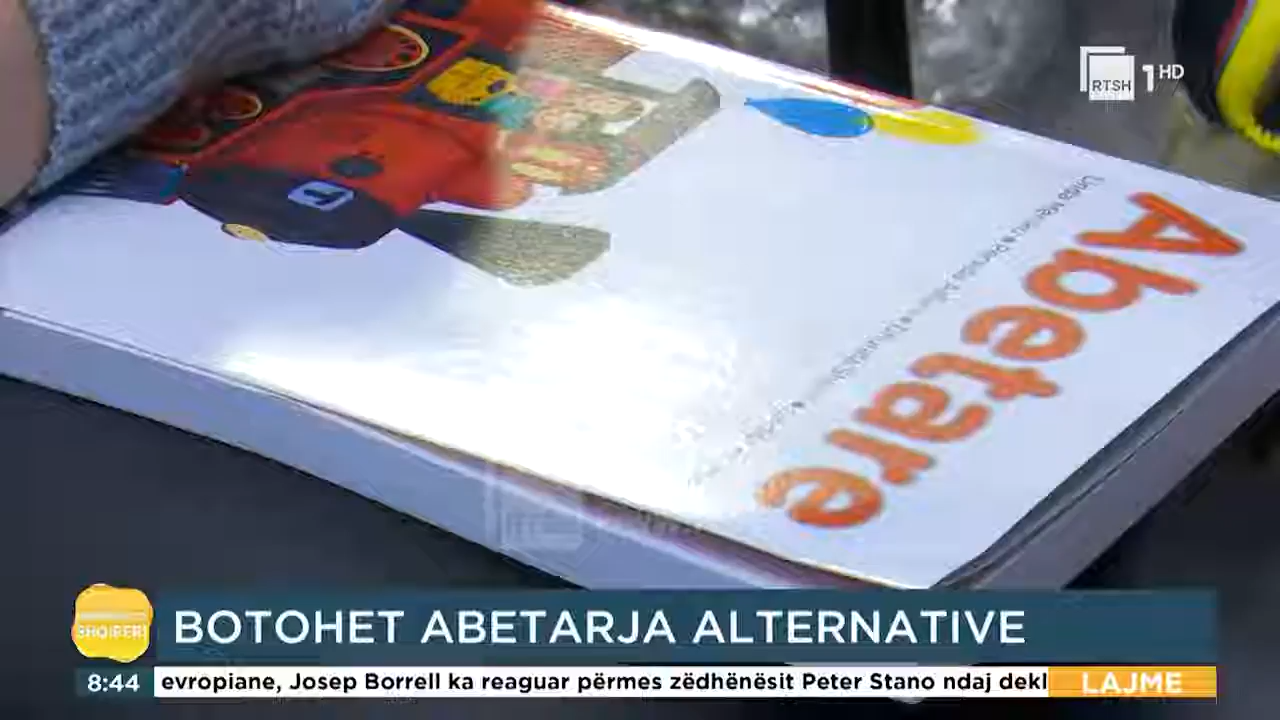 RTSH 1 HD
Abetare
T
SHQIPERI
BOTOHET ABETARJA ALTERNATIVE
8:44
evropiane, Josep Borrell ka reaguar përmes zëdhënësit Peter Stano ndaj dekl
LAJME